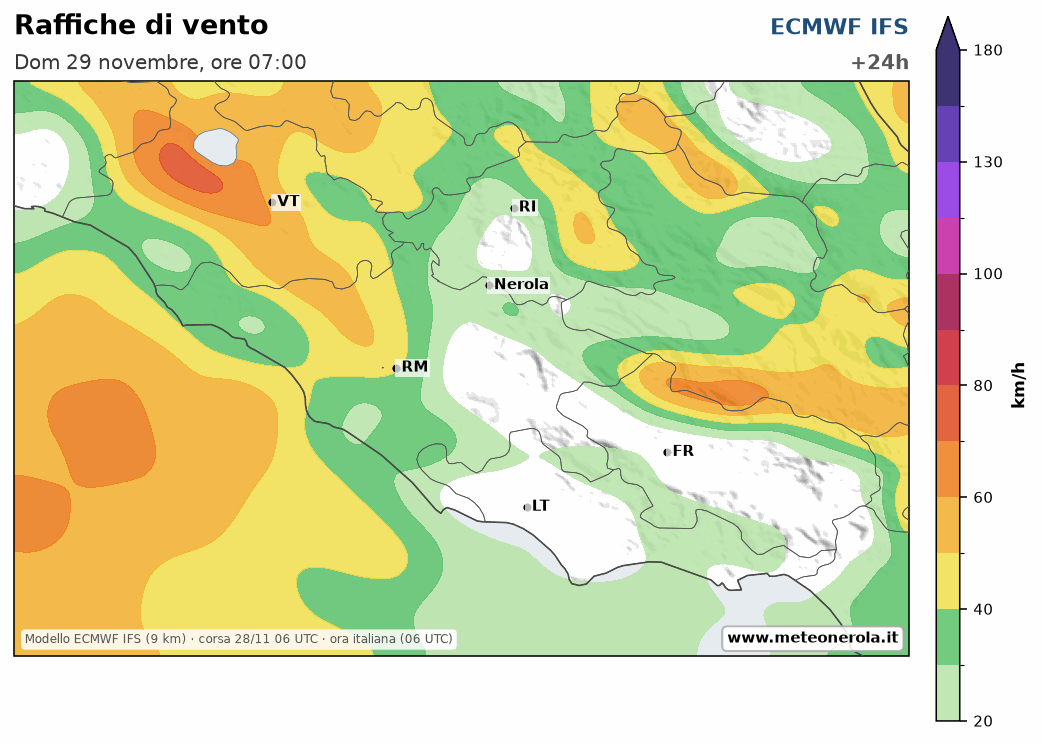 Raffiche di vento
ECMWF IFS
Dom 29 novembre, ore 07:00
+24h
VT
RI
Nerola
RM
FR
LT
Modello ECMWF IFS (9 km) · corsa 28/11 06 UTC · ora italiana (06 UTC)
www.meteonerola.it
180
130
100
80
60
40
20
km/h